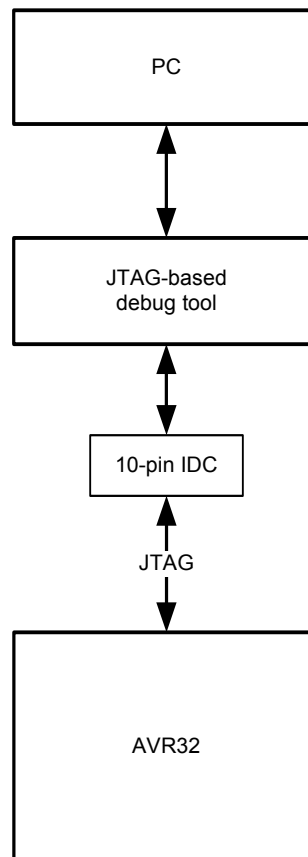 PC
JTAG-based
debug tool
10-pin IDC
JTAG
AVR32